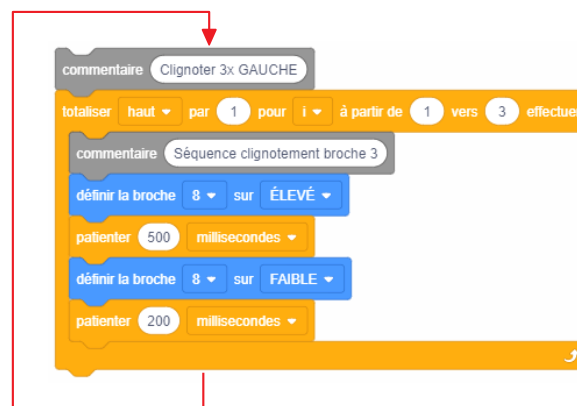 commentaire Clignoter 3x GAUCHE
totaliser haut par 1 pour i à partir de 1 vers 3 effectuer
commentaire Séquence clignotement broche 3
définir la broche 8 sur ÉLEVÉ
patienter 500 millisecondes
définir la broche 8 sur FAIBLE
patienter 200 millisecondes